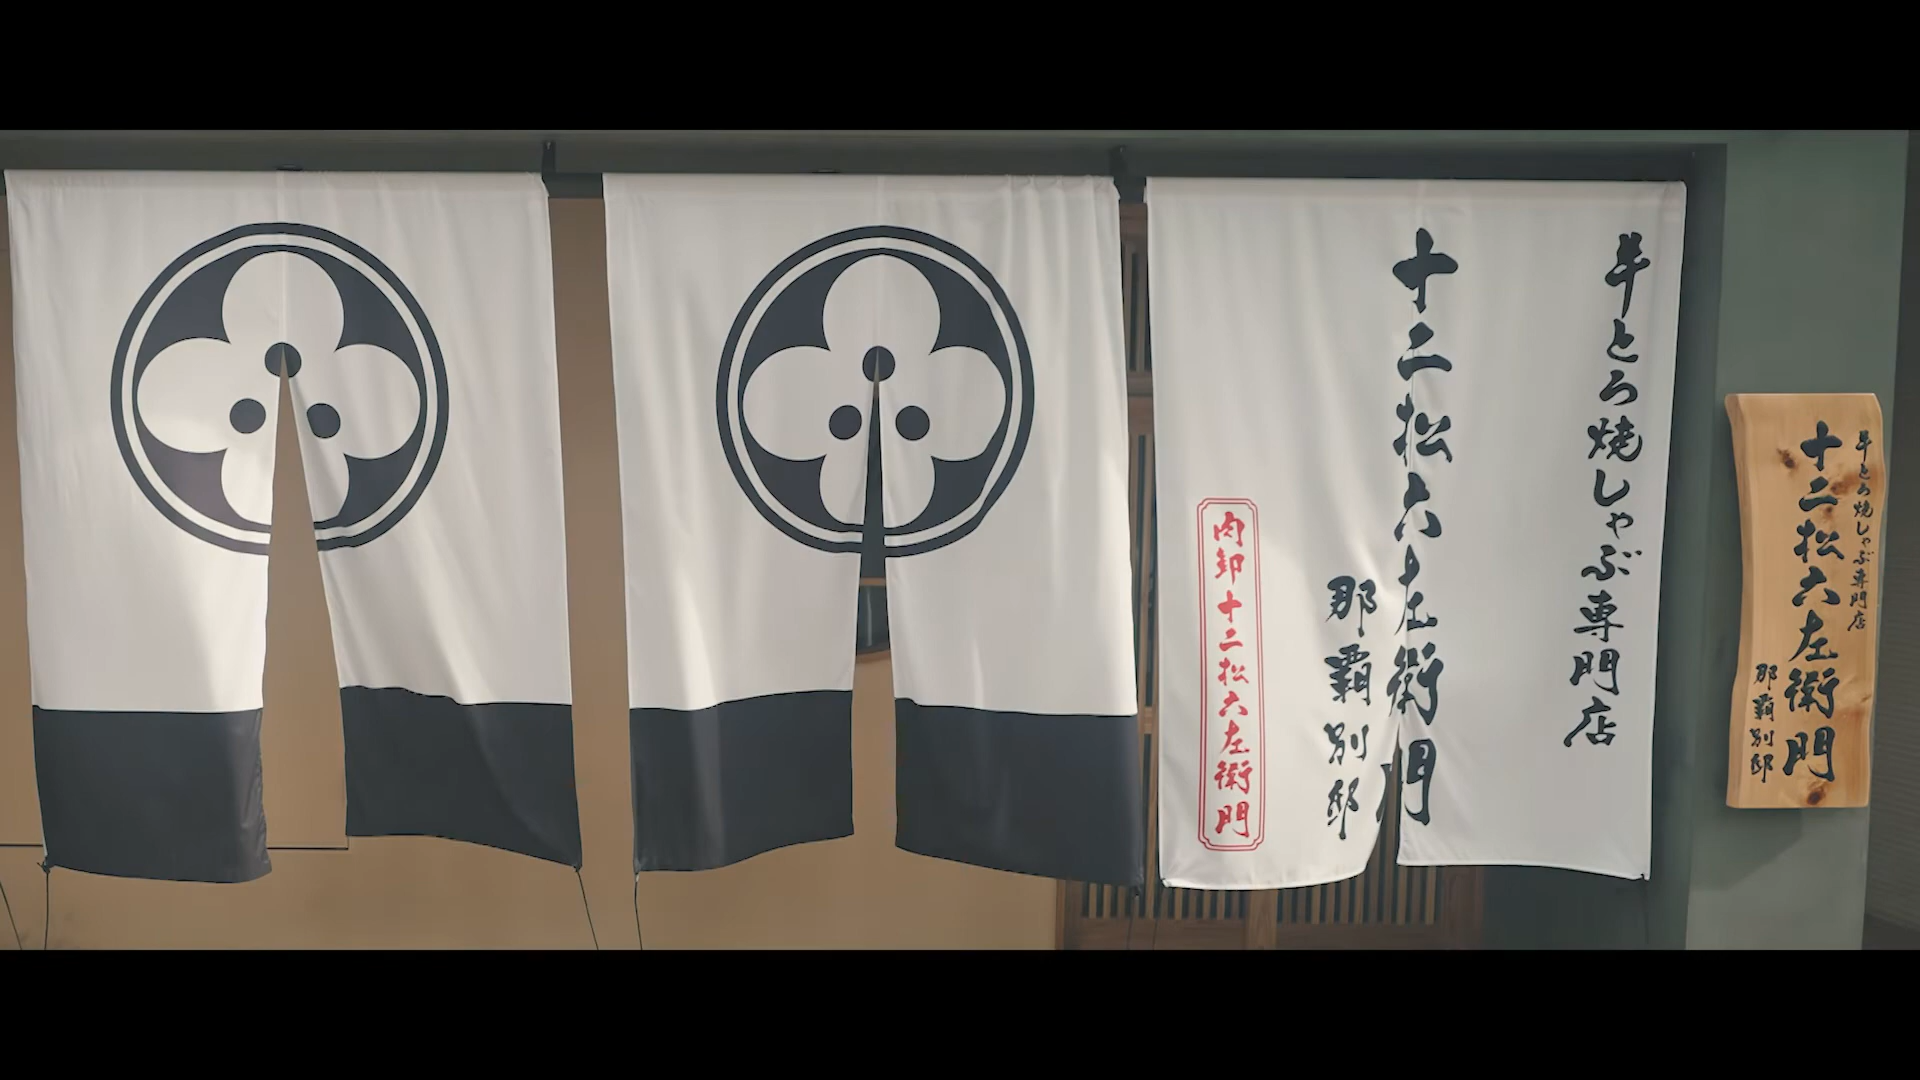 牛とろ焼しゃぶ専門店
十二松六左衛門
那覇別邸
肉卸 十二松六左衛門
牛とろ焼しゃぶ専門店
十二松六左衛門
那覇別邸